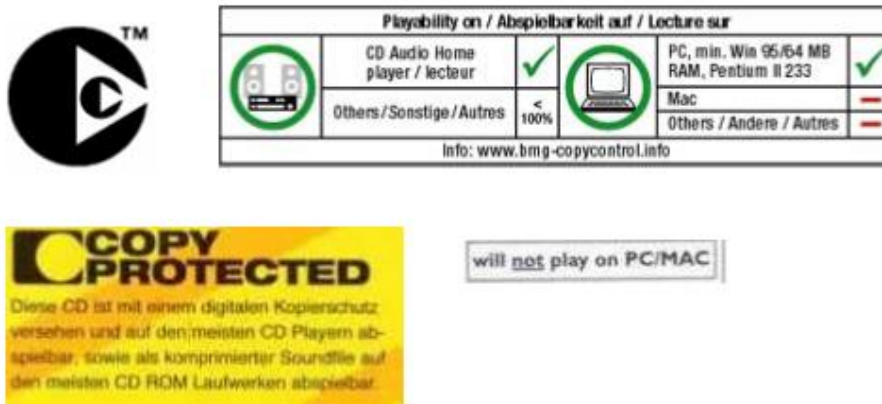 TM
Playability on / Abspielbarkeit auf / Lecture sur
CD Audio Home
player / lecteur
Others / Sonstige / Autres
<
100%
PC, min. Win 95/64 MB
RAM, Pentium II 233
Mac
Others / Andere / Autres
Info: www.bmg-copycontrol.info
COPY
PROTECTED
Diese CD ist mit einem digitalen Kopierschutz
versehen und auf den meisten CD Playern ab-
spielbar, sowie als komprimierter Soundfile auf
den meisten CD ROM Laufwerken abspielbar.
will not play on PC/MAC